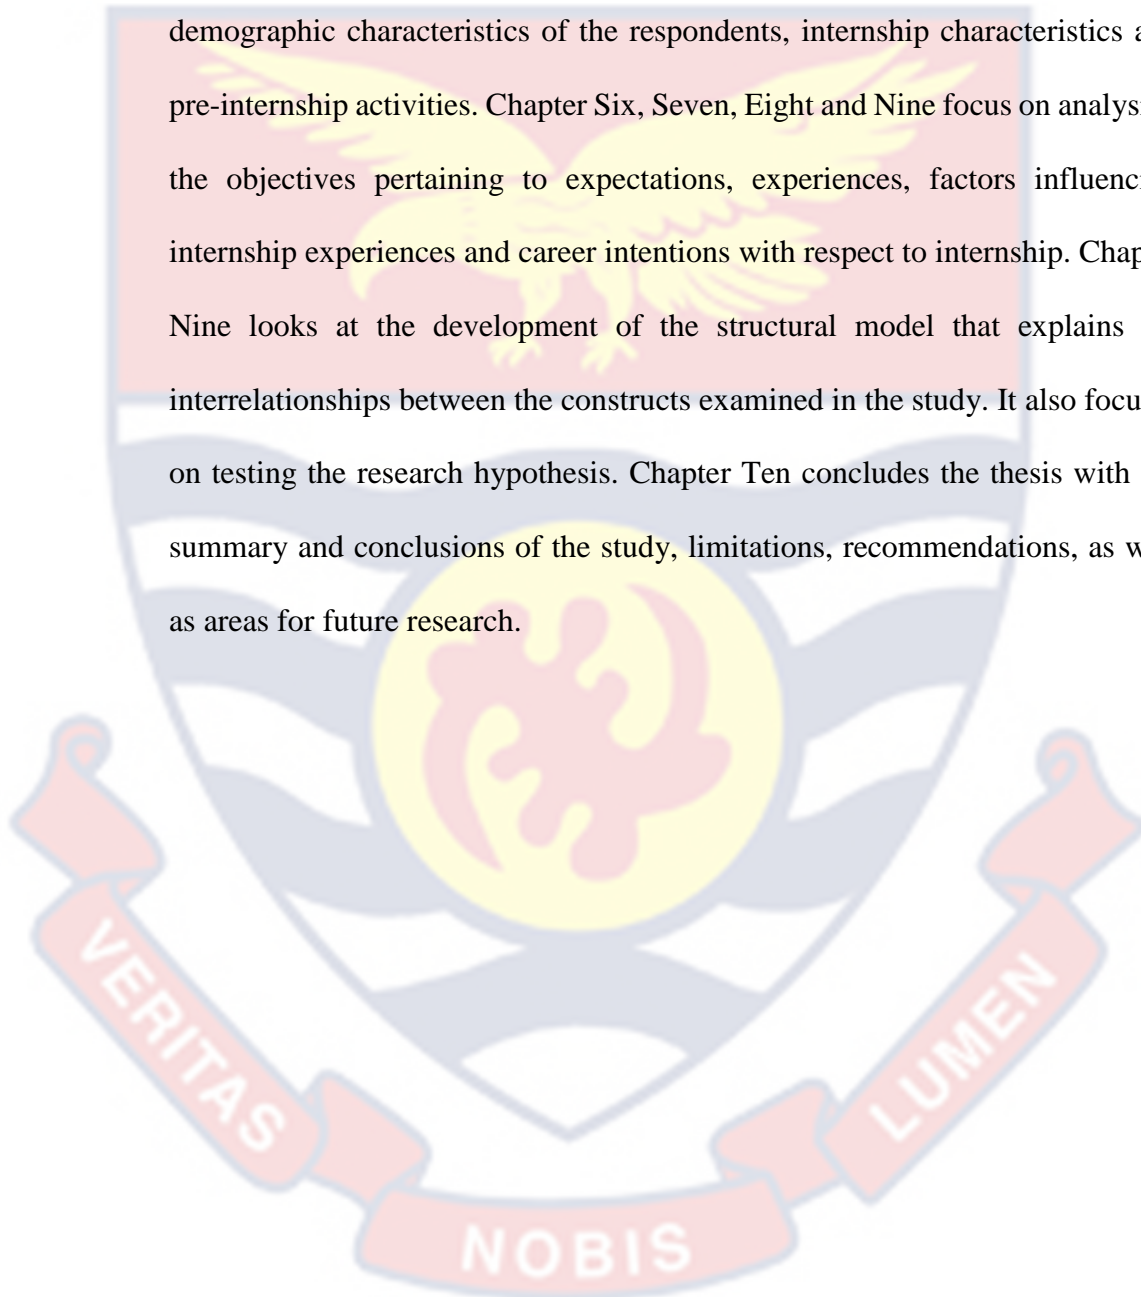 demographic characteristics of the respondents, internship characteristics a
pre-internship activities. Chapter Six, Seven, Eight and Nine focus on analysi
the objectives pertaining to expectations, experiences, factors influenci
internship experiences and career intentions with respect to internship. Chap
Nine looks at the development of the structural model that explains
interrelationships between the constructs examined in the study. It also focu
on testing the research hypothesis. Chapter Ten concludes the thesis with
summary and conclusions of the study, limitations, recommendations, as w
as areas for future research.
VERITAS
NOBIS
LUMEN